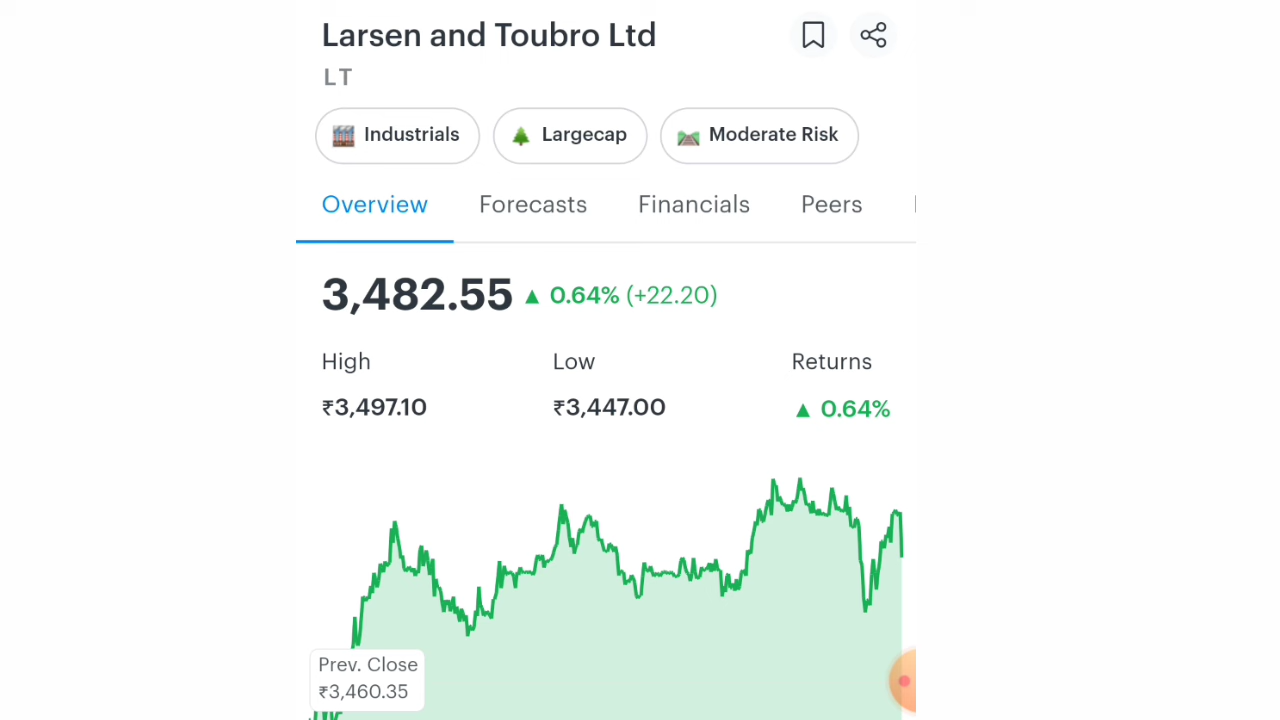 Larsen and Toubro Ltd
LT
Industrials Largecap Moderate Risk
Overview Forecasts Financials Peers
3,482.55 ▲ 0.64% (+22.20)
High Low Returns
₹3,497.10 ₹3,447.00 ▲ 0.64%
Prev. Close
₹3,460.35